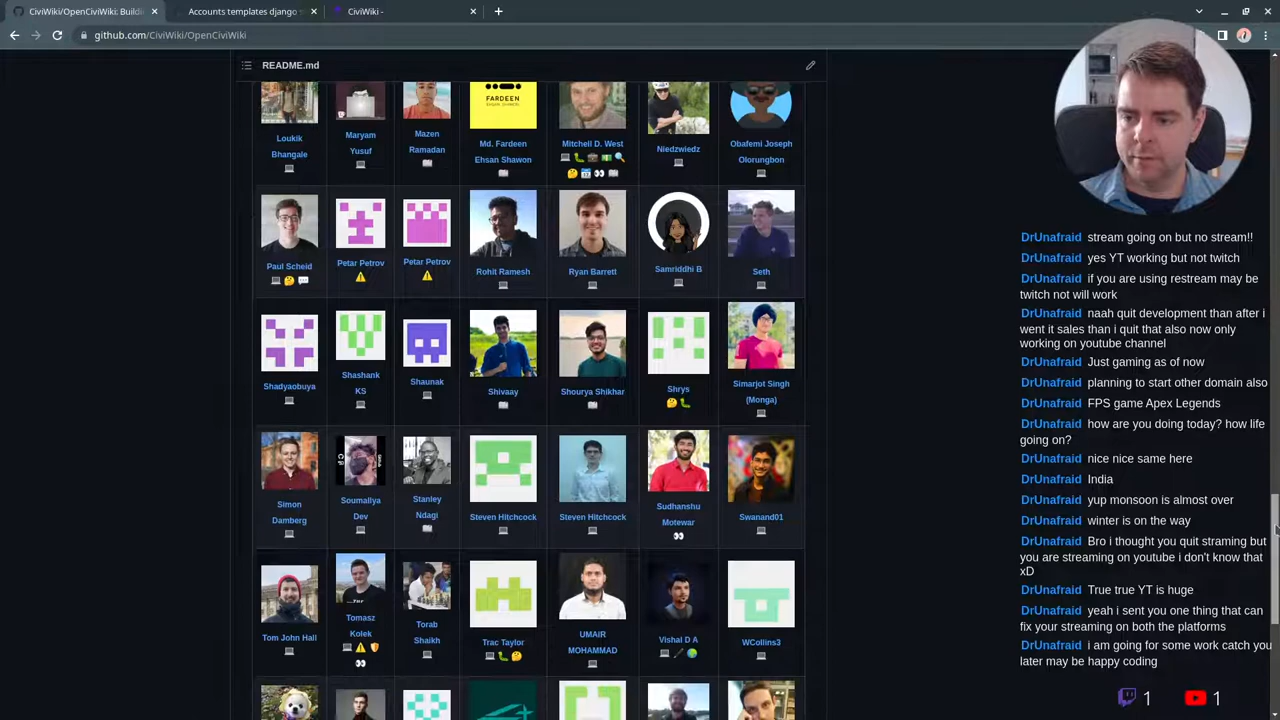 CiviWiki/OpenCiviWiki: Buildi
Accounts templates django
CiviWiki -
github.com/CiviWiki/OpenCiviWiki
README.md
FARDEEN
EHSAN SHAWON
Loukik
Bhangale
Maryam
Yusuf
Mazen
Ramadan
Md. Fardeen
Ehsan Shawon
Mitchell D. West
Niedzwiedz
Obafemi Joseph
Olorungbon
Paul Scheid
Petar Petrov
Petar Petrov
Rohit Ramesh
Ryan Barrett
Samriddhi B
Seth
Shadyaobuya
Shashank
KS
Shaunak
Shivaay
Shourya Shikhar
Shrys
Simarjot Singh
(Monga)
Simon
Damberg
Soumallya
Dev
Stanley
Ndagi
Steven Hitchcock
Steven Hitchcock
Sudhanshu
Motewar
Swanand01
Tom John Hall
Tomasz
Kolek
Torab
Shaikh
Trac Taylor
UMAIR
MOHAMMAD
Vishal D A
WCollins3
DrUnafraid stream going on but no stream!!
DrUnafraid yes YT working but not twitch
DrUnafraid if you are using restream may be
twitch not will work
DrUnafraid naah quit development than after i
went it sales than i quit that also now only
working on youtube channel
DrUnafraid Just gaming as of now
DrUnafraid planning to start other domain also
DrUnafraid FPS game Apex Legends
DrUnafraid how are you doing today? how life
going on?
DrUnafraid nice nice same here
DrUnafraid India
DrUnafraid yup monsoon is almost over
DrUnafraid winter is on the way
DrUnafraid Bro i thought you quit straming but
you are streaming on youtube i don't know that
xD
DrUnafraid True true YT is huge
DrUnafraid yeah i sent you one thing that can
fix your streaming on both the platforms
DrUnafraid i am going for some work catch you
later may be happy coding
1
1